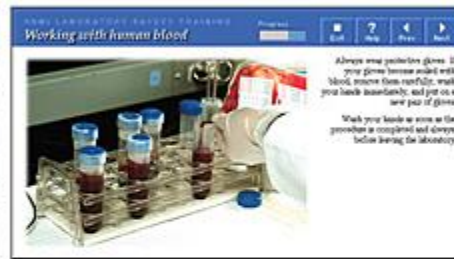 HHMI LABORATORY SAFETY TRAINING
Working with human blood
Progress
Exit
Help
Prev
Next
Always wear protective gloves. If
your gloves become soiled with
blood, remove them carefully, wash
your hands immediately, and put on a
new pair of gloves
Wash your hands as soon as the
procedure is completed and always
before leaving the laboratory